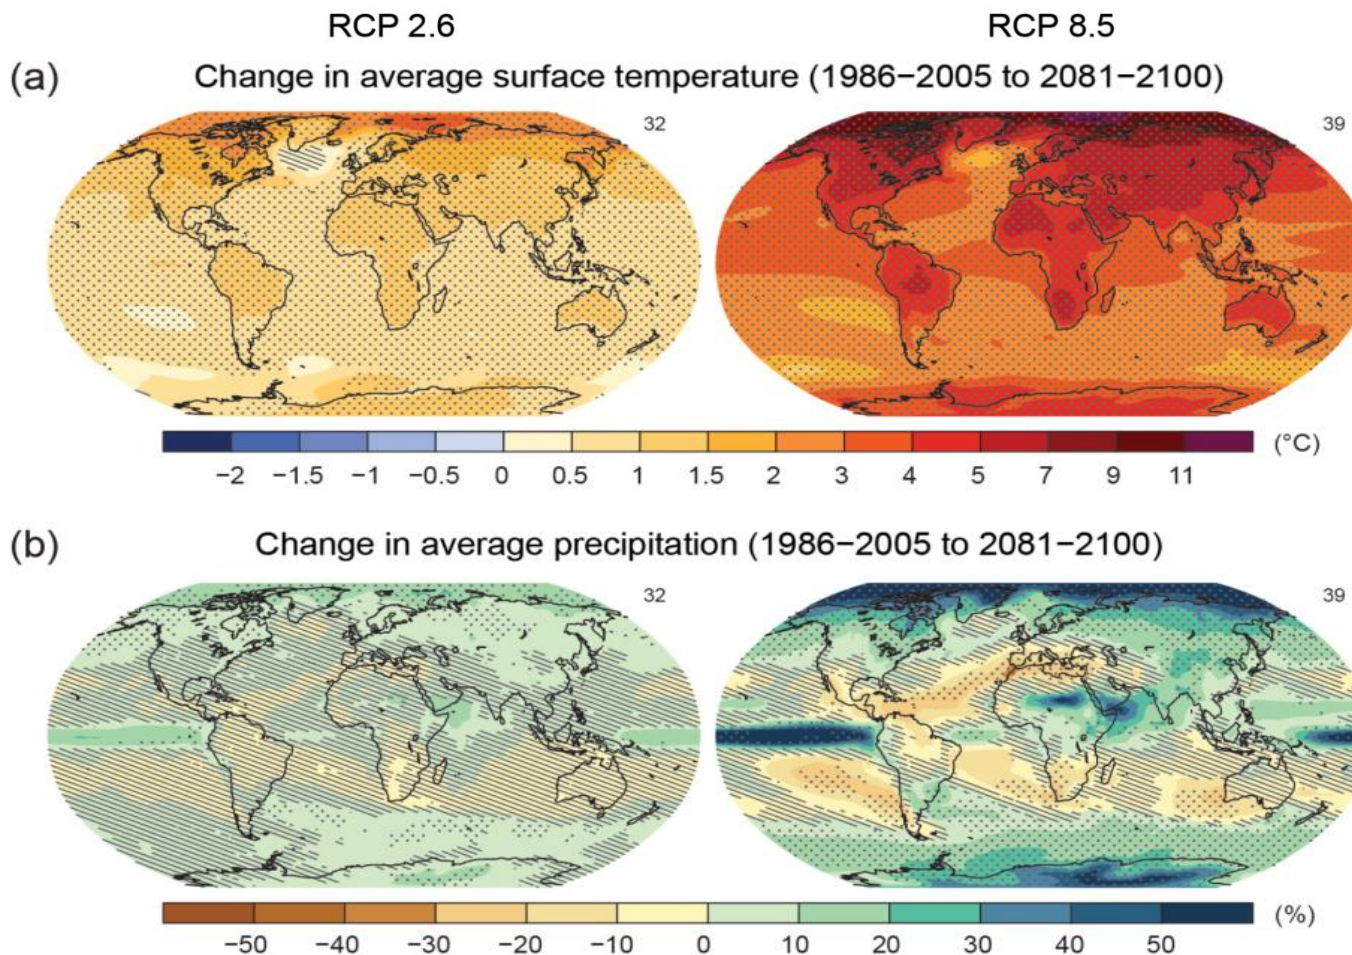 RCP 2.6 RCP 8.5
(a) Change in average surface temperature (1986−2005 to 2081−2100)
32 39
(°C)
−2 −1.5 −1 −0.5 0 0.5 1 1.5 2 3 4 5 7 9 11
(b) Change in average precipitation (1986−2005 to 2081−2100)
32 39
(%)
−50 −40 −30 −20 −10 0 10 20 30 40 50